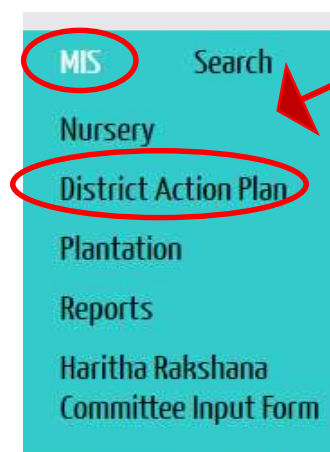 MIS Search
Nursery
District Action Plan
Plantation
Reports
Haritha Rakshana
Committee Input Form